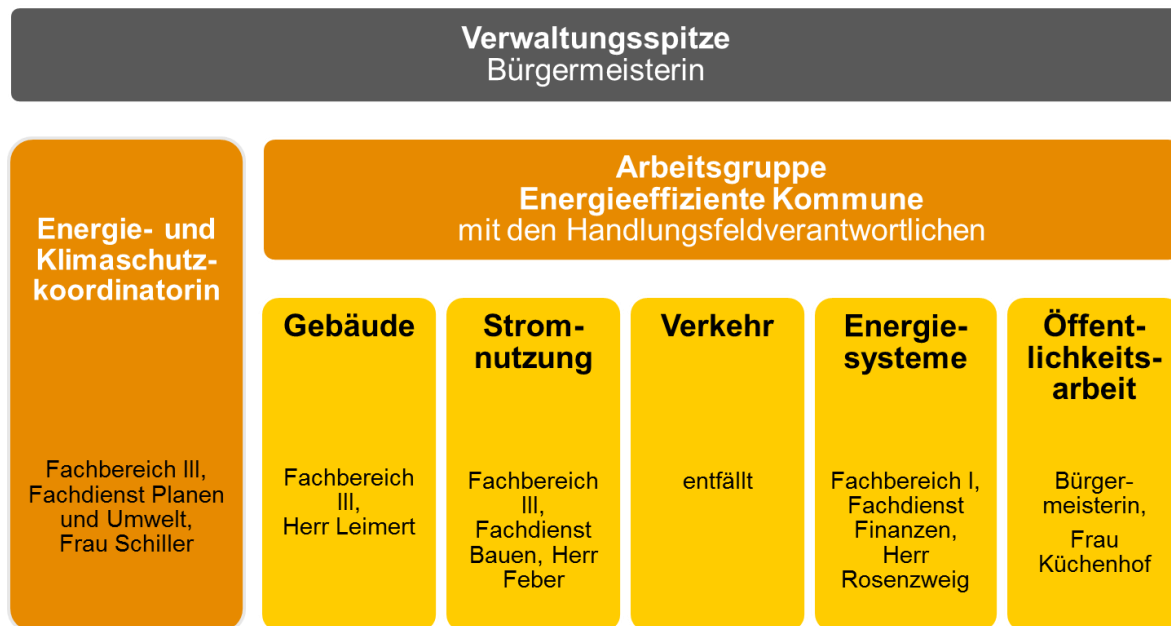 Verwaltungsspitze
Bürgermeisterin
Energie- und
Klimaschutz-
koordinatorin
Fachbereich III,
Fachdienst Planen
und Umwelt,
Frau Schiller
Arbeitsgruppe
Energieeffiziente Kommune
mit den Handlungsfeldverantwortlichen
Gebäude
Fachbereich
III,
Herr Leimert
Strom-
nutzung
Fachbereich
III,
Fachdienst
Bauen, Herr
Feber
Verkehr
entfällt
Energie-
systeme
Fachbereich I,
Fachdienst
Finanzen,
Herr
Rosenzweig
Öffent-
lichkeits-
arbeit
Bürger-
meisterin,
Frau
Küchenhof